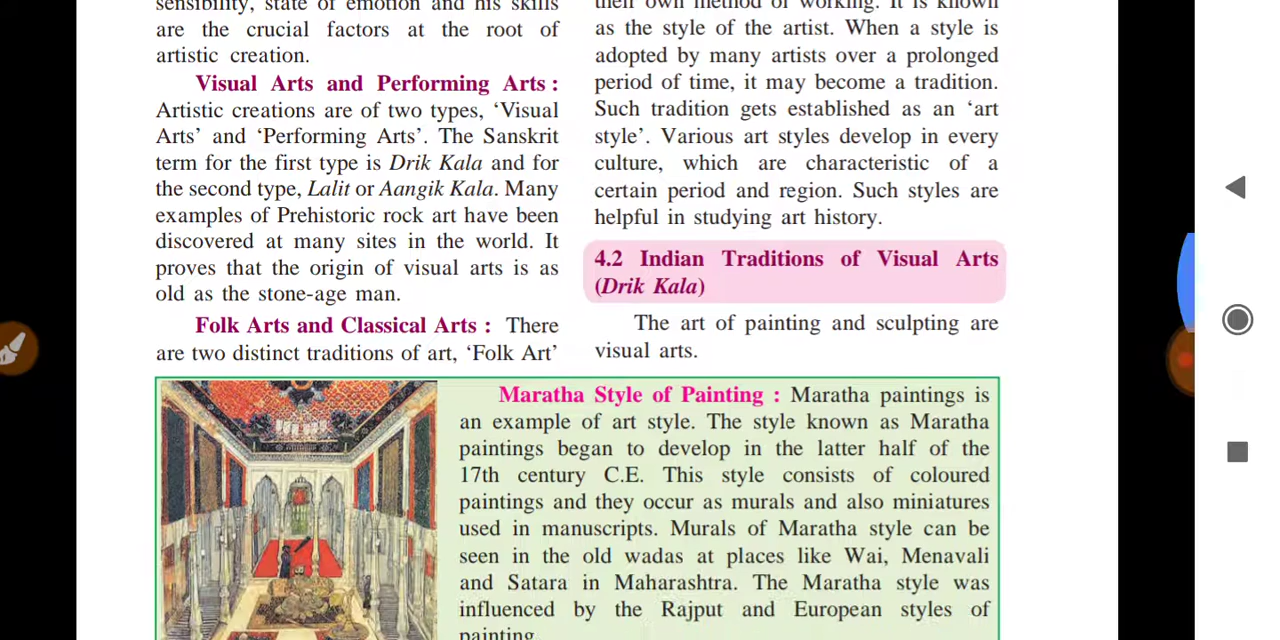 sensibility, state of emotion and his skills
are the crucial factors at the root of
artistic creation.
Visual Arts and Performing Arts :
Artistic creations are of two types, ‘Visual
Arts’ and ‘Performing Arts’. The Sanskrit
term for the first type is Drik Kala and for
the second type, Lalit or Aangik Kala. Many
examples of Prehistoric rock art have been
discovered at many sites in the world. It
proves that the origin of visual arts is as
old as the stone-age man.
Folk Arts and Classical Arts : There
are two distinct traditions of art, ‘Folk Art’
their own method of working. It is known
as the style of the artist. When a style is
adopted by many artists over a prolonged
period of time, it may become a tradition.
Such tradition gets established as an ‘art
style’. Various art styles develop in every
culture, which are characteristic of a
certain period and region. Such styles are
helpful in studying art history.
4.2 Indian Traditions of Visual Arts
(Drik Kala)
The art of painting and sculpting are
visual arts.
Maratha Style of Painting : Maratha paintings is
an example of art style. The style known as Maratha
paintings began to develop in the latter half of the
17th century C.E. This style consists of coloured
paintings and they occur as murals and also miniatures
used in manuscripts. Murals of Maratha style can be
seen in the old wadas at places like Wai, Menavali
and Satara in Maharashtra. The Maratha style was
influenced by the Rajput and European styles of
painting.